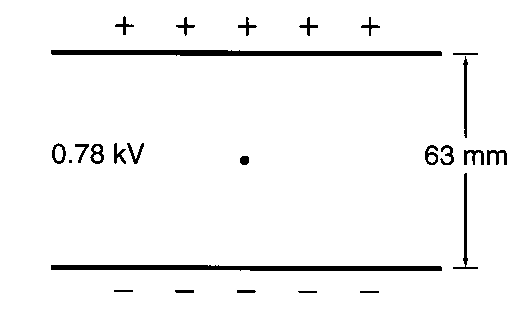 + + + + +
0.78 kV
63 mm
− − − − −